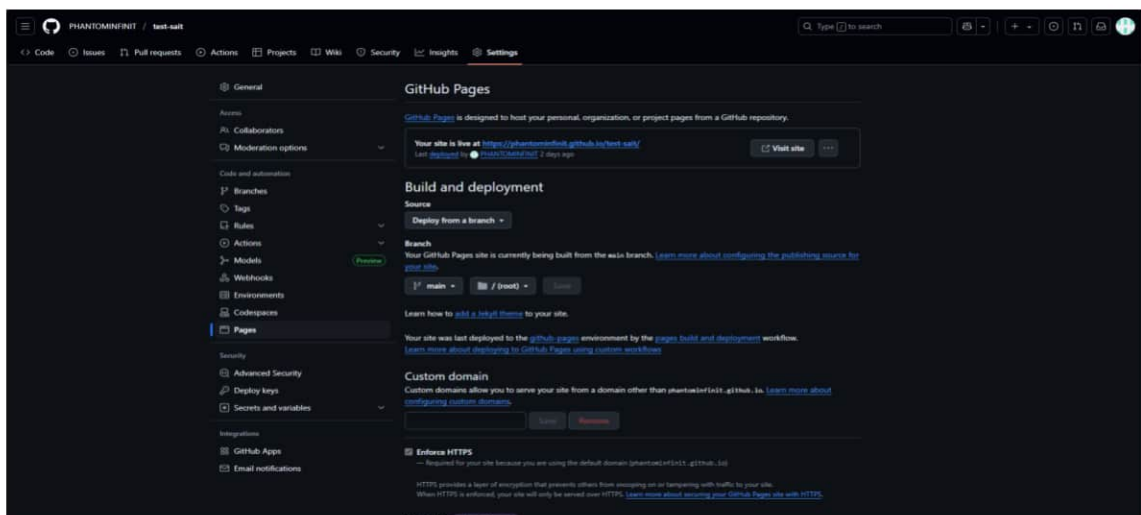 PHANTOMINFINIT / test-sait
Type / to search
Code Issues Pull requests Actions Projects Wiki Security Insights Settings
General
Access
Collaborators
Moderation options
Code and automation
Branches
Tags
Rules
Actions
Models Preview
Webhooks
Environments
Codespaces
Pages
Security
Advanced Security
Deploy keys
Secrets and variables
Integrations
GitHub Apps
Email notifications
GitHub Pages
GitHub Pages is designed to host your personal, organization, or project pages from a GitHub repository.
Your site is live at https://phantominfinit.github.io/test-sait/
Last deployed by PHANTOMINFINIT 2 days ago
Visit site
Build and deployment
Source
Deploy from a branch
Branch
Your GitHub Pages site is currently being built from the main branch. Learn more about configuring the publishing source for
your site.
main / (root) Save
Learn how to add a Jekyll theme to your site.
Your site was last deployed to the github-pages environment by the pages build and deployment workflow.
Learn more about deploying to GitHub Pages using custom workflows
Custom domain
Custom domains allow you to serve your site from a domain other than phantominfinit.github.io. Learn more about
configuring custom domains.
Save Remove
Enforce HTTPS
— Required for your site because you are using the default domain (phantominfinit.github.io)
HTTPS provides a layer of encryption that prevents others from snooping on or tampering with traffic to your site.
When HTTPS is enforced, your site will only be served over HTTPS. Learn more about securing your GitHub Pages site with HTTPS.